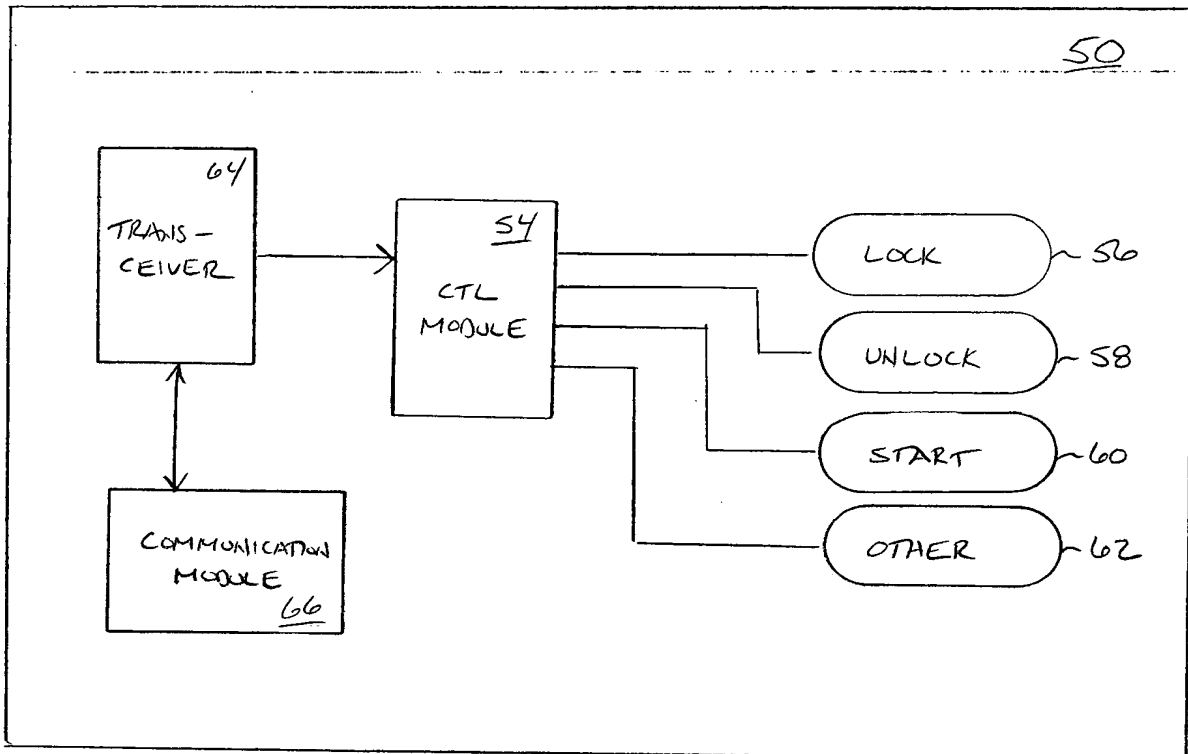 50
64
TRANS-
CEIVER
54
CTL
MODULE
LOCK
56
UNLOCK
58
START
60
OTHER
62
COMMUNICATION
MODULE
66